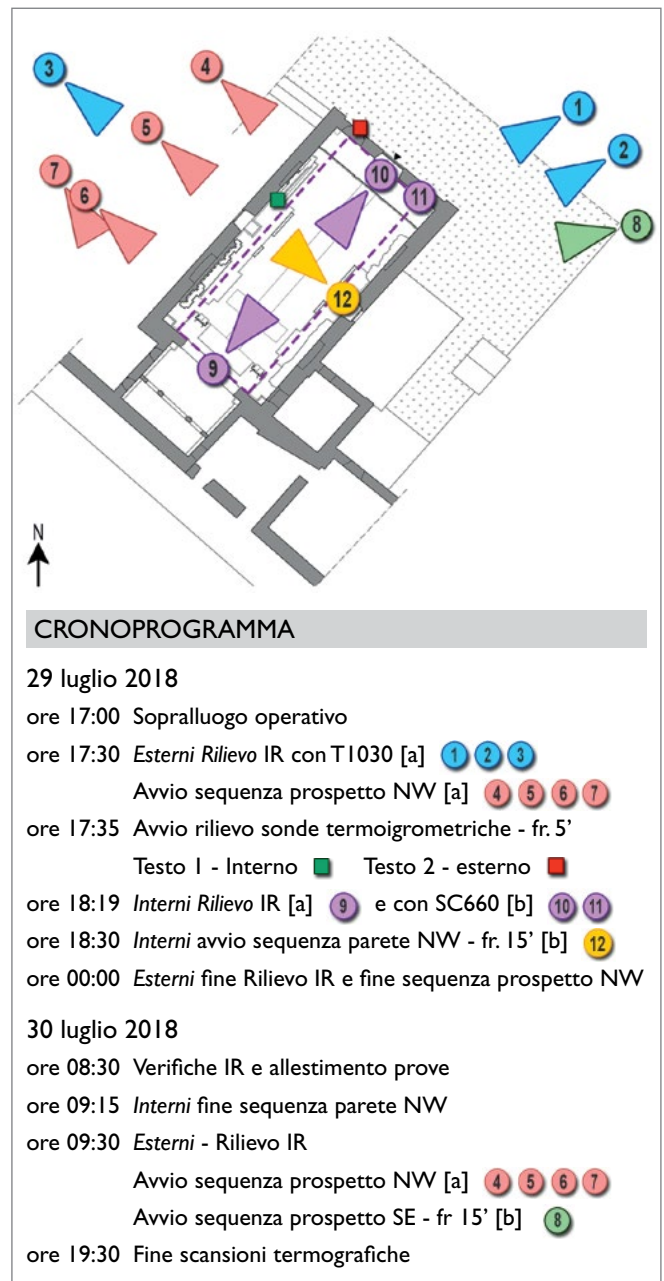 3
4
1
5
2
7
10
6
11
8
12
9
N
CRONOPROGRAMMA
29 luglio 2018
ore 17:00 Sopralluogo operativo
ore 17:30 Esterni Rilievo IR con T1030 [a] 1 2 3
Avvio sequenza prospetto NW [a] 4 5 6 7
ore 17:35 Avvio rilievo sonde termoigrometriche - fr. 5'
Testo 1 - Interno Testo 2 - esterno
ore 18:19 Interni Rilievo IR [a] 9 e con SC660 [b] 10 11
ore 18:30 Interni avvio sequenza parete NW - fr. 15' [b] 12
ore 00:00 Esterni fine Rilievo IR e fine sequenza prospetto NW
30 luglio 2018
ore 08:30 Verifiche IR e allestimento prove
ore 09:15 Interni fine sequenza parete NW
ore 09:30 Esterni - Rilievo IR
Avvio sequenza prospetto NW [a] 4 5 6 7
Avvio sequenza prospetto SE - fr 15' [b] 8
ore 19:30 Fine scansioni termografiche